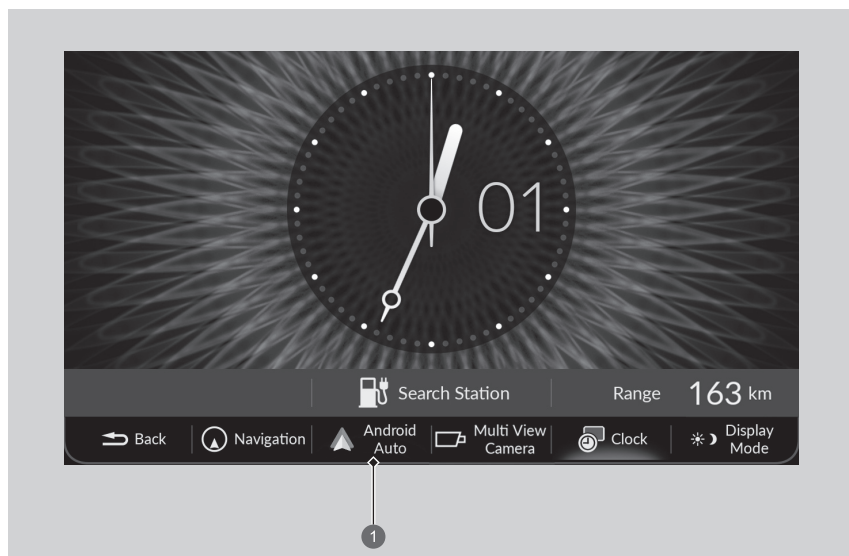 01
Search Station
Range 163 km
Back
Navigation
Android
Auto
Multi View
Camera
Clock
Display
Mode
1